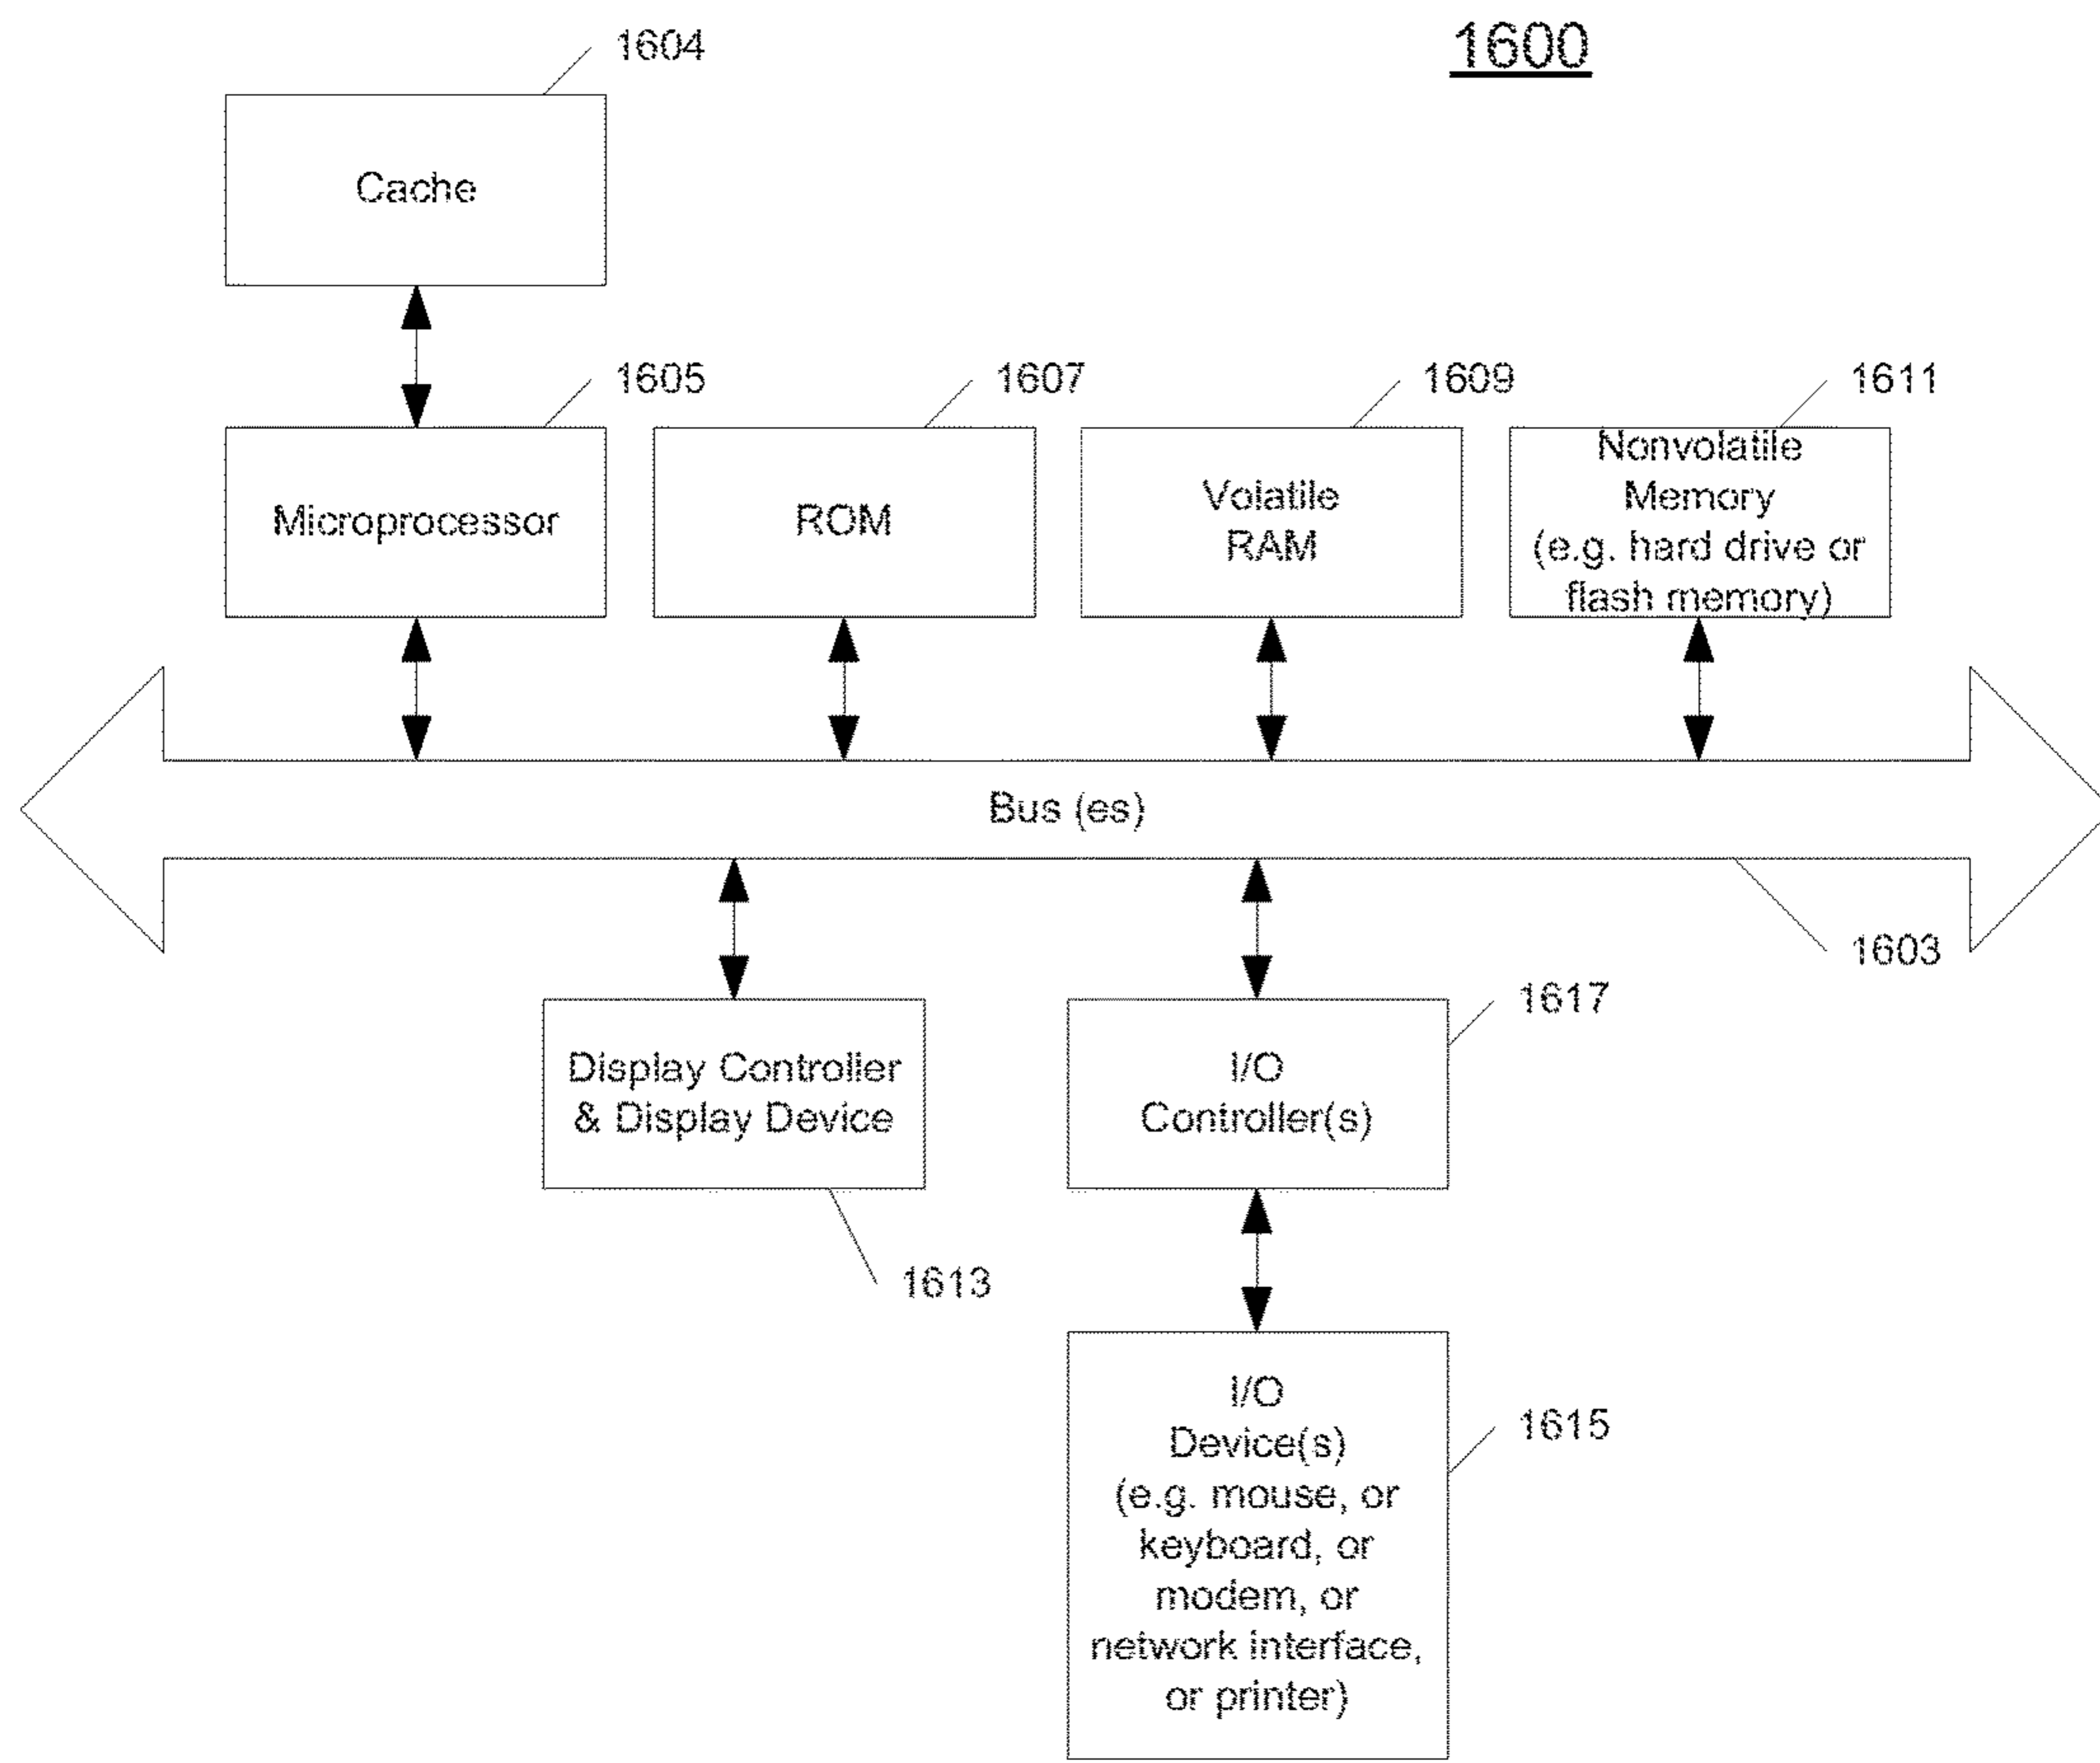 1600
1604
Cache
1605
1607
1609
1611
Microprocessor
ROM
Volatile
RAM
Nonvolatile
Memory
(e.g. hard drive or
flash memory)
Bus (es)
1603
Display Controller
& Display Device
1613
1617
I/O
Controller(s)
I/O
Device(s)
(e.g. mouse, or
keyboard, or
modem, or
network interface,
or printer)
1615